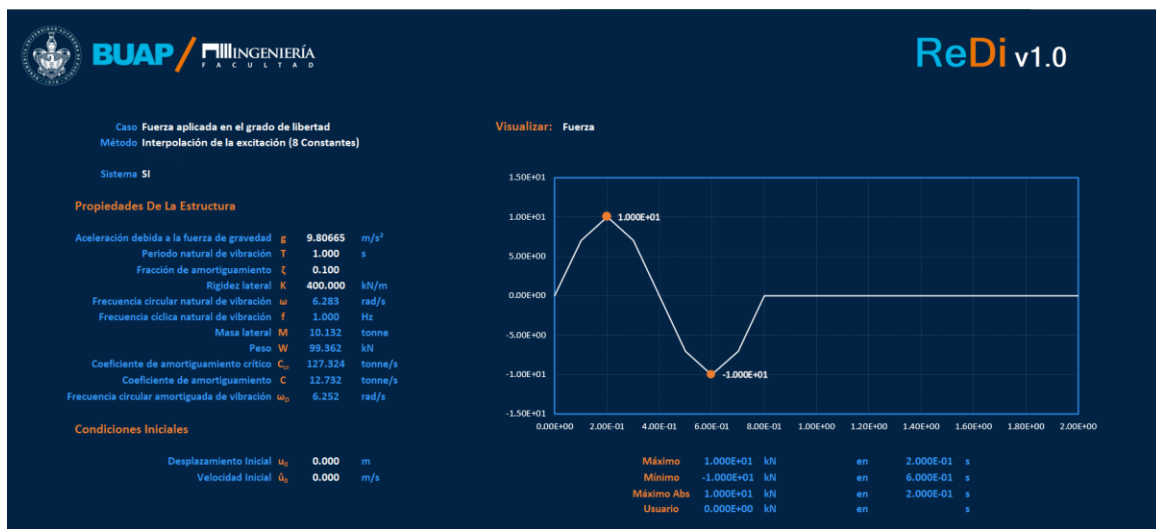 BUAP / INGENIERÍA
FACULTAD
ReDi v1.0
Caso Fuerza aplicada en el grado de libertad
Método Interpolación de la excitación (8 Constantes)
Sistema SI
Propiedades De La Estructura
Aceleración debida a la fuerza de gravedad g 9.80665 m/s²
Periodo natural de vibración T 1.000 s
Fracción de amortiguamiento ζ 0.100
Rigidez lateral K 400.000 kN/m
Frecuencia circular natural de vibración ω 6.283 rad/s
Frecuencia cíclica natural de vibración f 1.000 Hz
Masa lateral M 10.132 tonne
Peso W 99.362 kN
Coeficiente de amortiguamiento crítico Ccr 127.324 tonne/s
Coeficiente de amortiguamiento C 12.732 tonne/s
Frecuencia circular amortiguada de vibración ωD 6.252 rad/s
Condiciones Iniciales
Desplazamiento Inicial u₀ 0.000 m
Velocidad Inicial u̇₀ 0.000 m/s
Visualizar: Fuerza
1.50E+01
1.00E+01
5.00E+00
0.00E+00
-5.00E+00
-1.00E+01
-1.50E+01
1.000E+01
-1.000E+01
0.00E+00 2.00E-01 4.00E-01 6.00E-01 8.00E-01 1.00E+00 1.20E+00 1.40E+00 1.60E+00 1.80E+00 2.00E+00
Máximo 1.000E+01 kN en 2.000E-01 s
Mínimo -1.000E+01 kN en 6.000E-01 s
Máximo Abs 1.000E+01 kN en 2.000E-01 s
Usuario 0.000E+00 kN en s